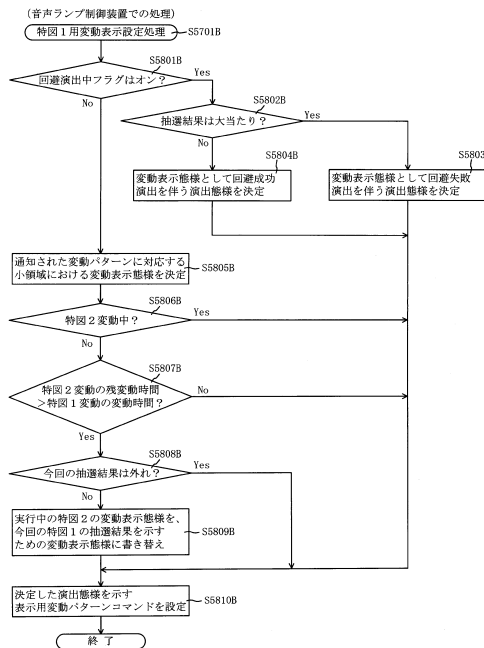 (音声ランプ制御装置での処理)
特図1用変動表示設定処理
S5701B
S5801B
回避演出中フラグはオン?
Yes
No
S5802B
抽選結果は大当たり?
Yes
No
S5804B
変動表示態様として回避成功
演出を伴う演出態様を決定
S5803
変動表示態様として回避失敗
演出を伴う演出態様を決定
通知された変動パターンに対応する
小領域における変動表示態様を決定
S5805B
S5806B
特図2変動中?
Yes
No
S5807B
特図2変動の残変動時間
>特図1変動の変動時間?
No
Yes
S5808B
今回の抽選結果は外れ?
Yes
No
実行中の特図2の変動表示態様を、
今回の特図1の抽選結果を示す
ための変動表示態様に書き替え
S5809B
決定した演出態様を示す
表示用変動パターンコマンドを設定
S5810B
終了